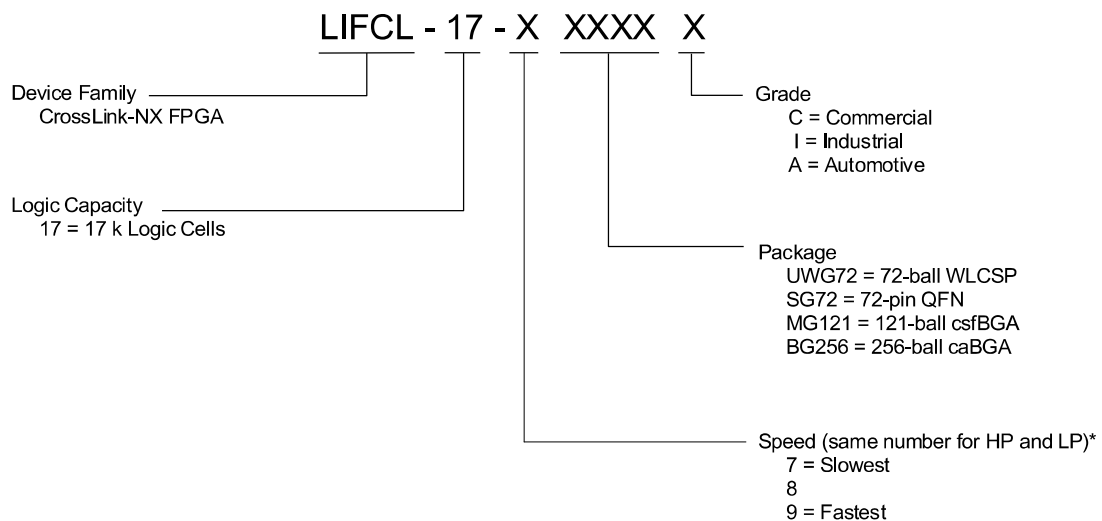 LIFCL - 17 - X XXXX X
Device Family
CrossLink-NX FPGA
Logic Capacity
17 = 17 k Logic Cells
Grade
C = Commercial
I = Industrial
A = Automotive
Package
UWG72 = 72-ball WLCSP
SG72 = 72-pin QFN
MG121 = 121-ball csfBGA
BG256 = 256-ball caBGA
Speed (same number for HP and LP)*
7 = Slowest
8
9 = Fastest